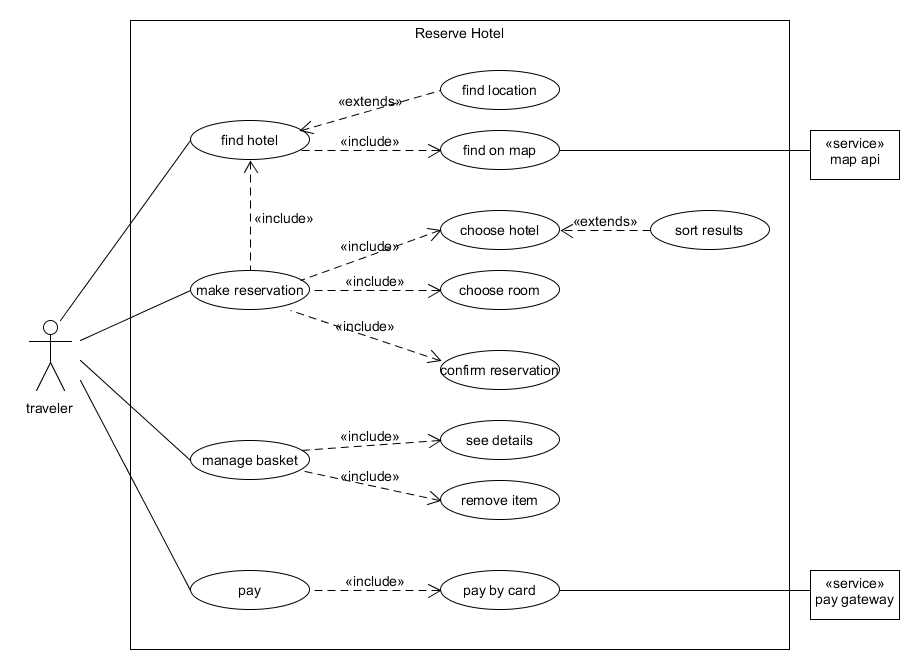 Reserve Hotel
find location
«extends»
find hotel
«include»
find on map
«service»
map api
«include»
choose hotel
«extends»
sort results
«include»
make reservation
«include»
choose room
«include»
confirm reservation
traveler
«include»
see details
manage basket
«include»
remove item
pay
«include»
pay by card
«service»
pay gateway